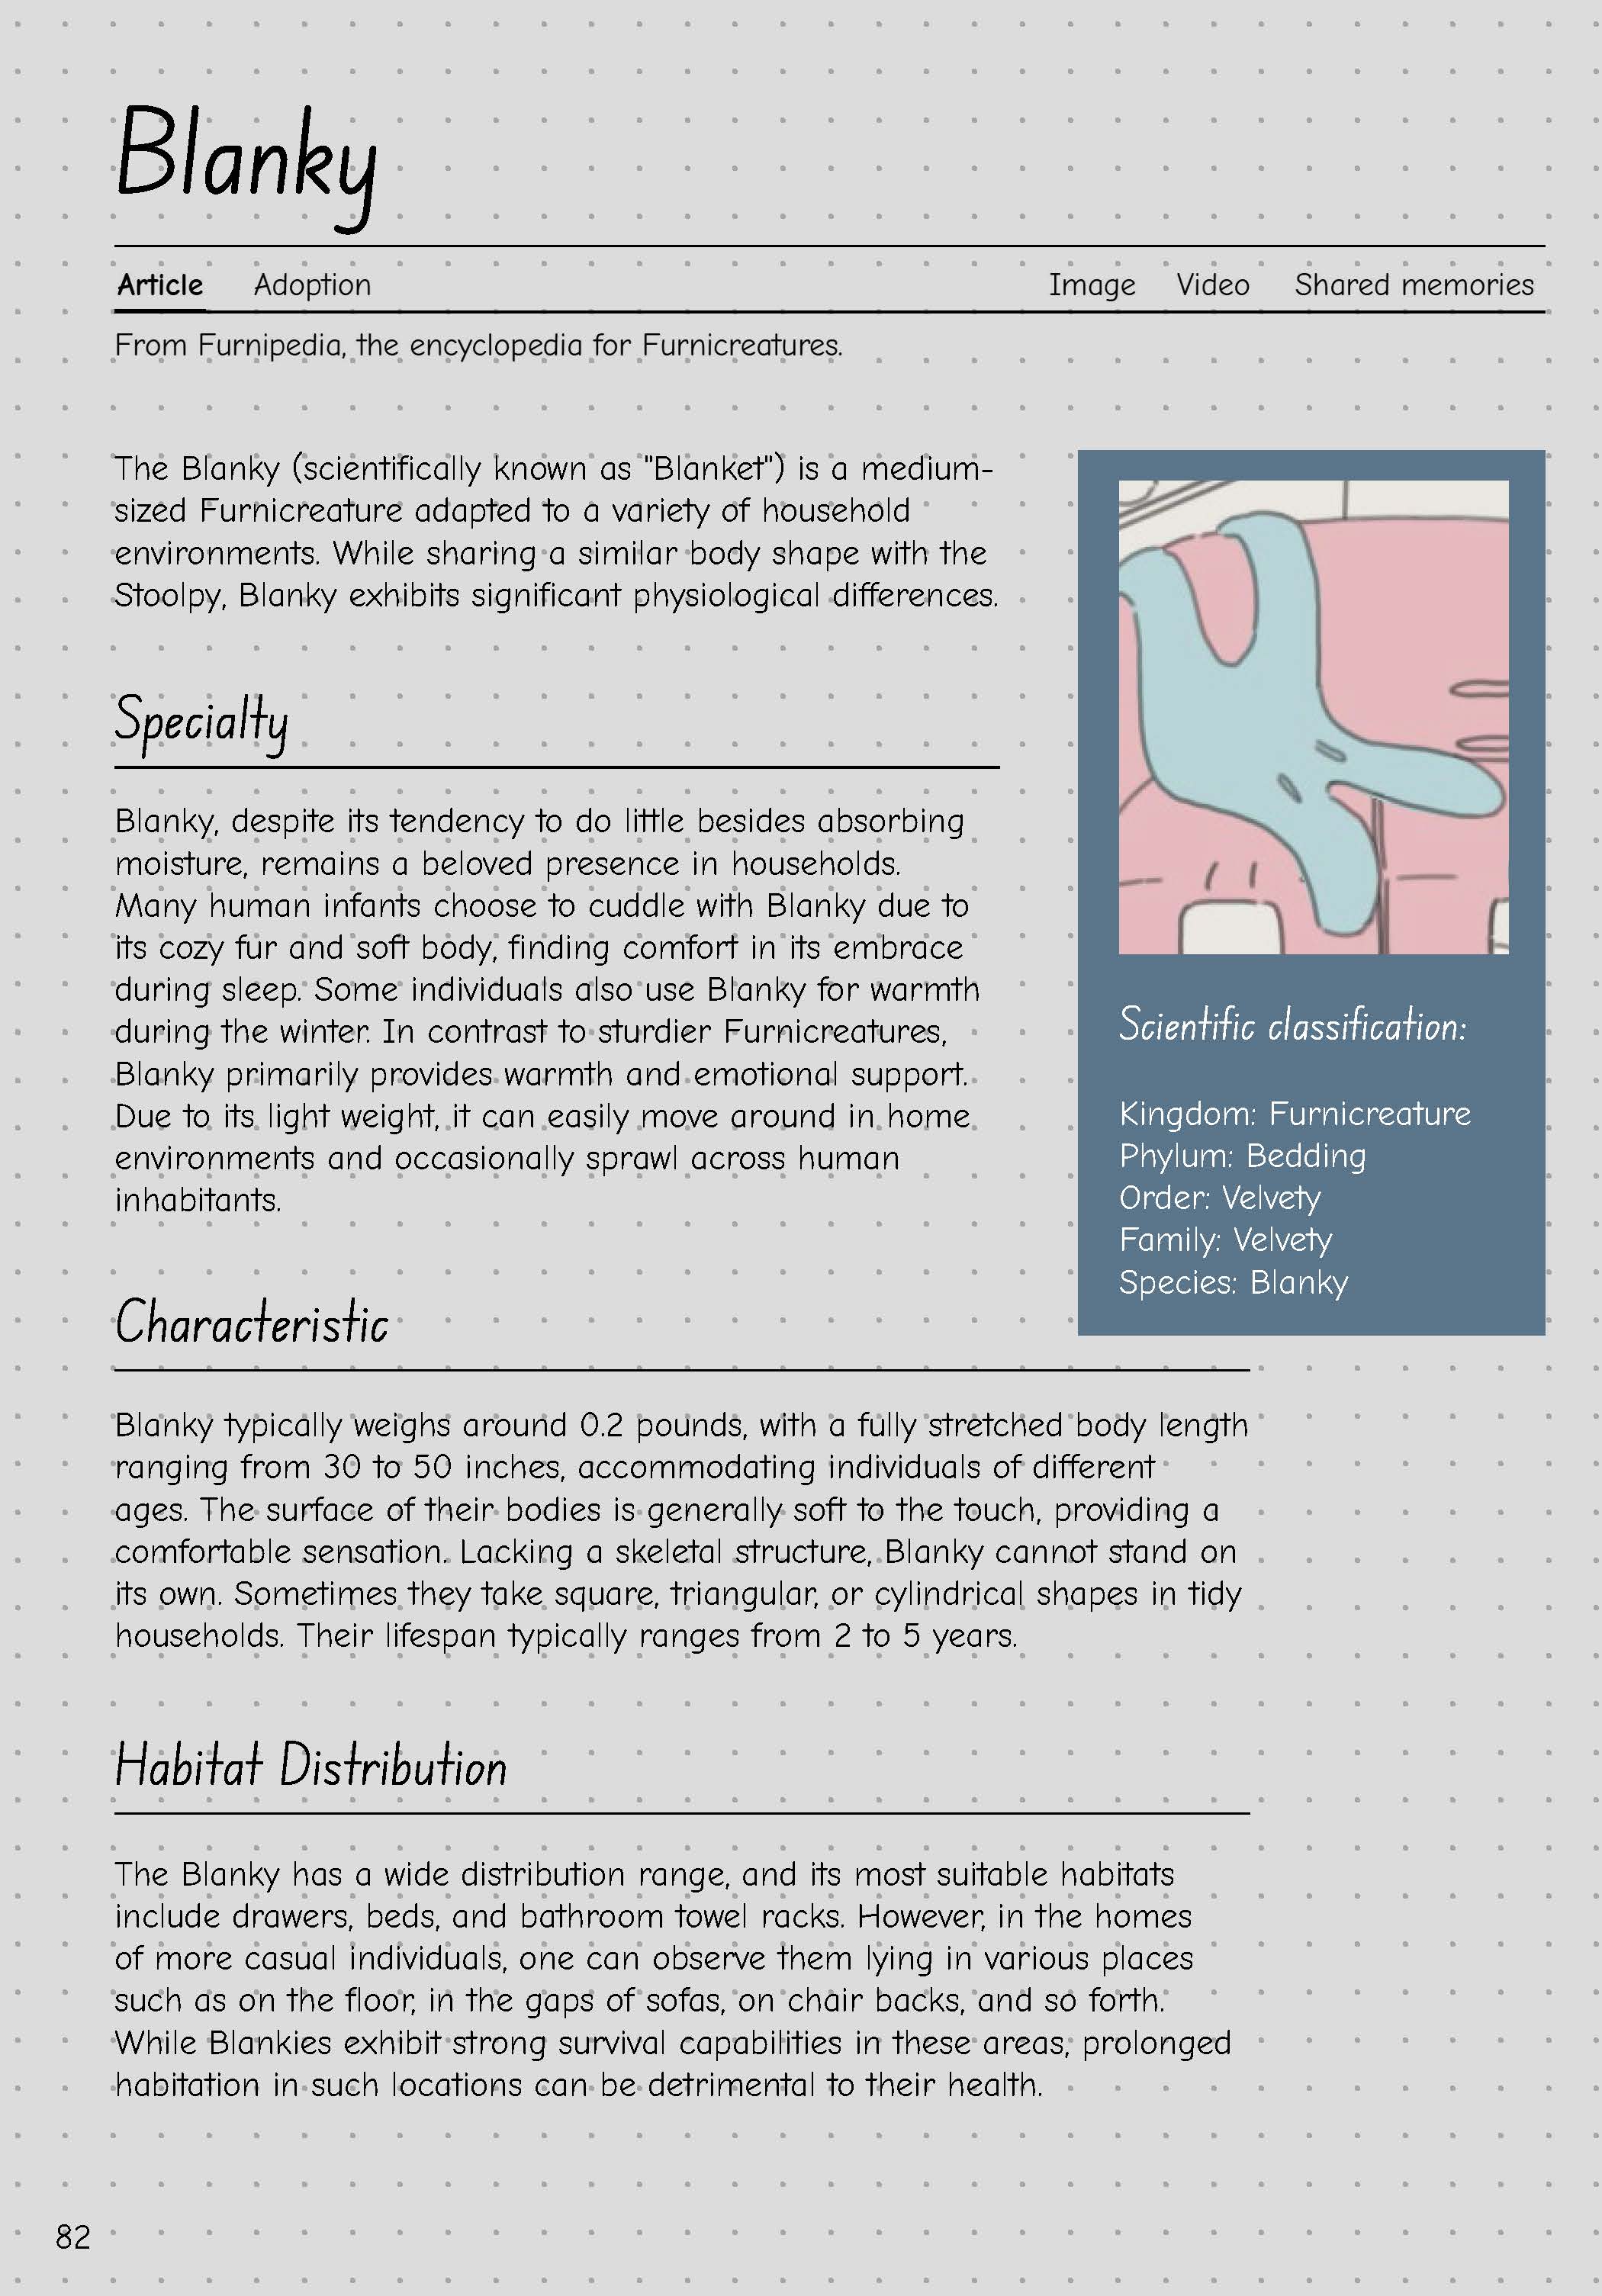 Blanky
Article Adoption Image Video Shared memories
From Furnipedia, the encyclopedia for Furnicreatures.
The Blanky (scientifically known as "Blanket") is a medium-
sized Furnicreature adapted to a variety of household
environments. While sharing a similar body shape with the
Stoolpy, Blanky exhibits significant physiological differences.
Specialty
Blanky, despite its tendency to do little besides absorbing
moisture, remains a beloved presence in households.
Many human infants choose to cuddle with Blanky due to
its cozy fur and soft body, finding comfort in its embrace
during sleep. Some individuals also use Blanky for warmth
during the winter. In contrast to sturdier Furnicreatures,
Blanky primarily provides warmth and emotional support.
Due to its light weight, it can easily move around in home
environments and occasionally sprawl across human
inhabitants.
Scientific classification:
Kingdom: Furnicreature
Phylum: Bedding
Order: Velvety
Family: Velvety
Species: Blanky
Characteristic
Blanky typically weighs around 0.2 pounds, with a fully stretched body length
ranging from 30 to 50 inches, accommodating individuals of different
ages. The surface of their bodies is generally soft to the touch, providing a
comfortable sensation. Lacking a skeletal structure, Blanky cannot stand on
its own. Sometimes they take square, triangular, or cylindrical shapes in tidy
households. Their lifespan typically ranges from 2 to 5 years.
Habitat Distribution
The Blanky has a wide distribution range, and its most suitable habitats
include drawers, beds, and bathroom towel racks. However, in the homes
of more casual individuals, one can observe them lying in various places
such as on the floor, in the gaps of sofas, on chair backs, and so forth.
While Blankies exhibit strong survival capabilities in these areas, prolonged
habitation in such locations can be detrimental to their health.
82